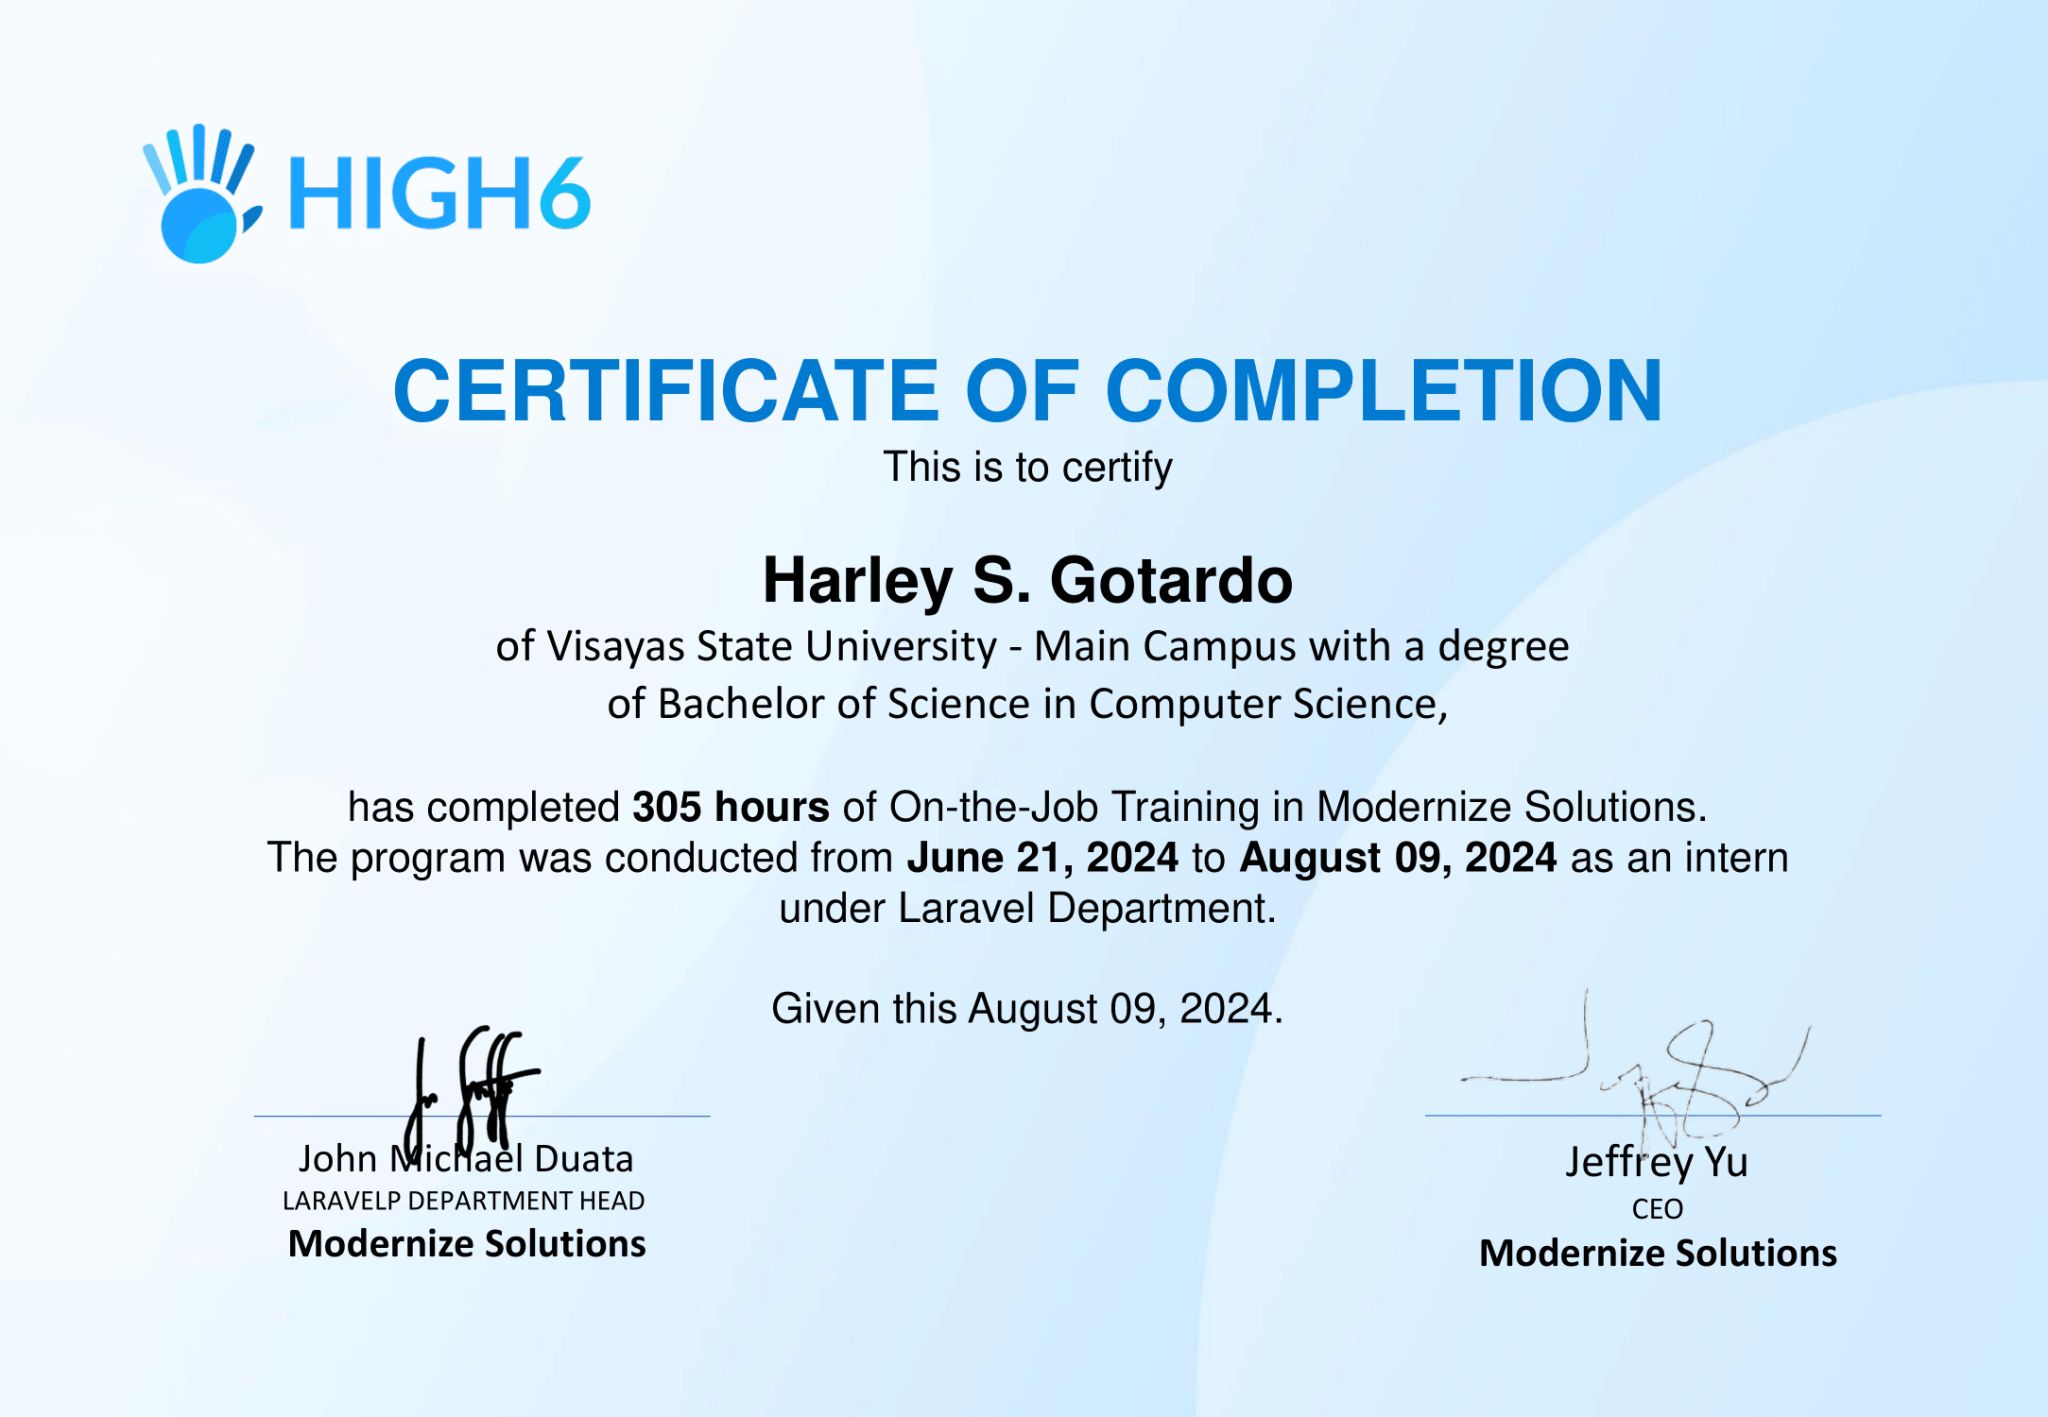 HIGH6
CERTIFICATE OF COMPLETION
This is to certify
Harley S. Gotardo
of Visayas State University - Main Campus with a degree
of Bachelor of Science in Computer Science,
has completed 305 hours of On-the-Job Training in Modernize Solutions.
The program was conducted from June 21, 2024 to August 09, 2024 as an intern
under Laravel Department.
Given this August 09, 2024.
John Michael Duata
LARAVELP DEPARTMENT HEAD
Modernize Solutions
Jeffrey Yu
CEO
Modernize Solutions